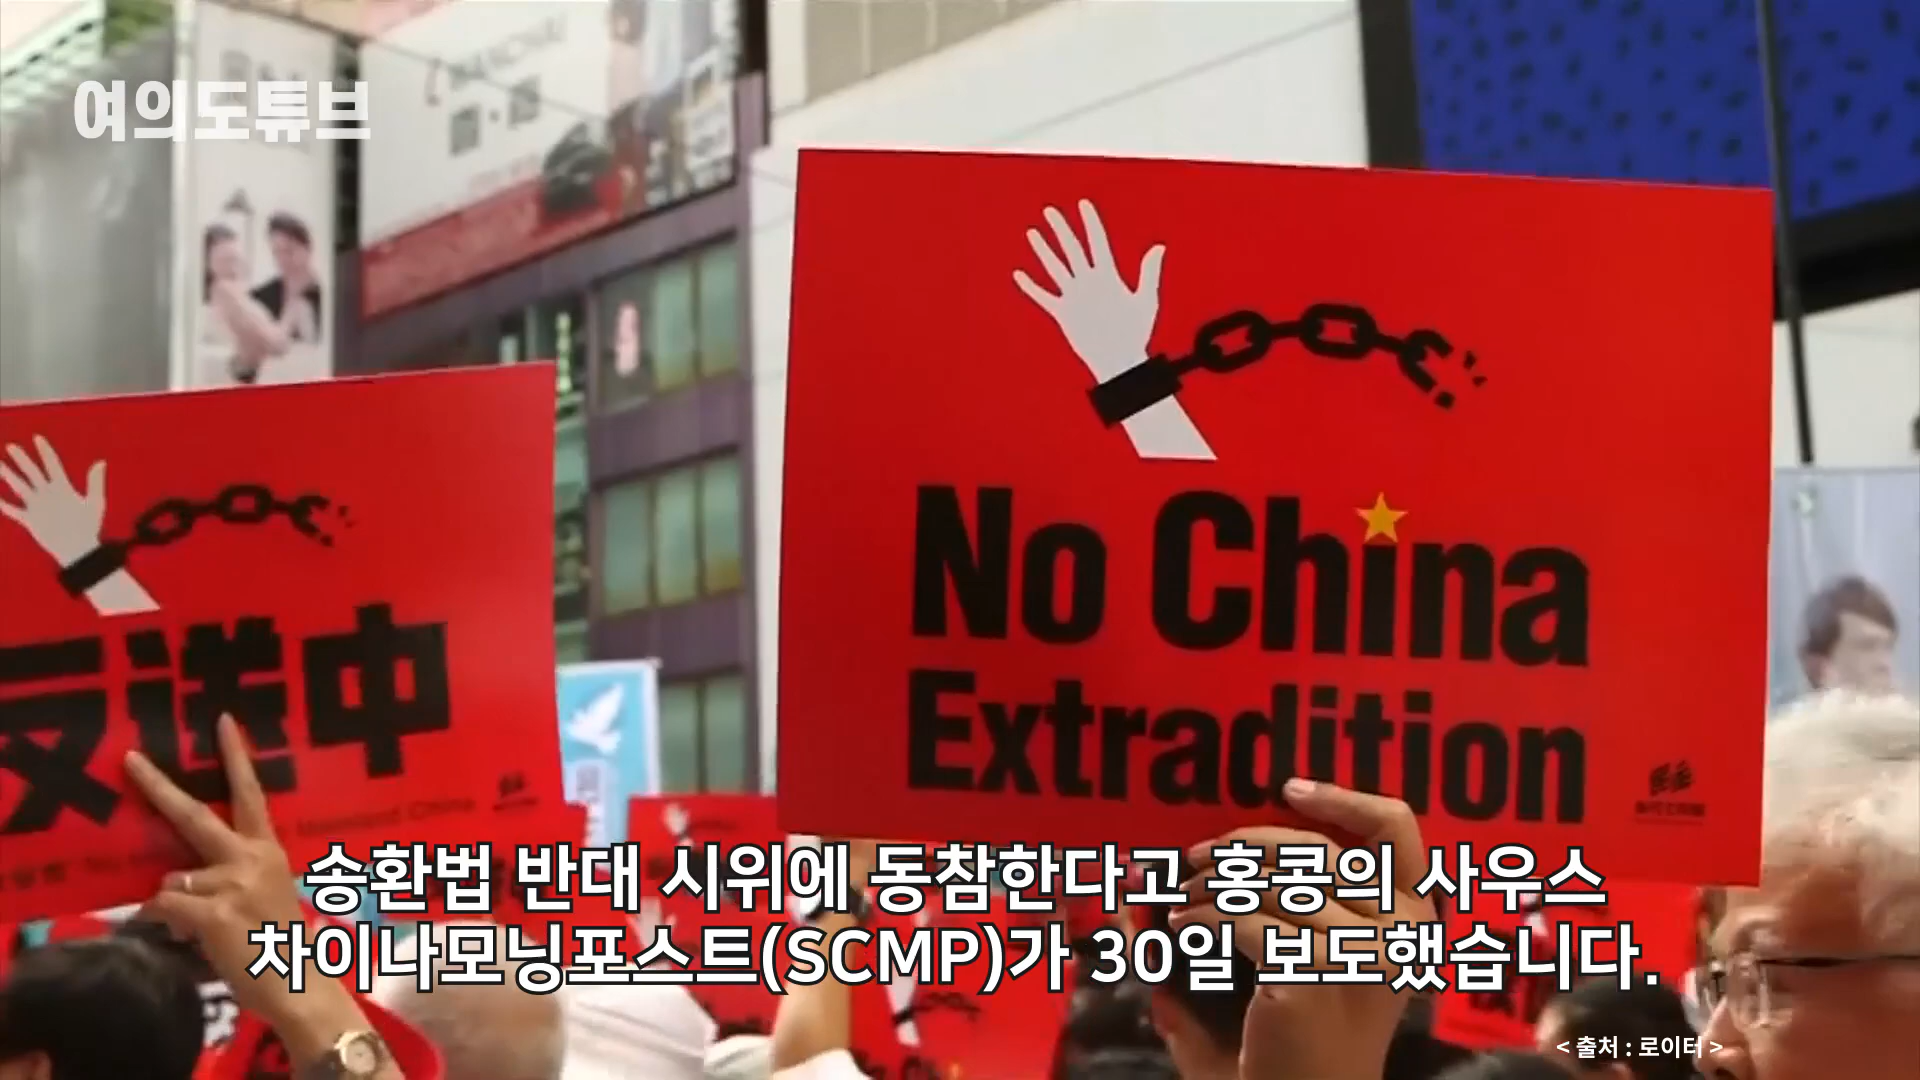 여의도튜브
No China
Extradition
反送中
Mainland China
송환법 반대 시위에 동참한다고 홍콩의 사우스
차이나모닝포스트(SCMP)가 30일 보도했습니다.
< 출처 : 로이터 >